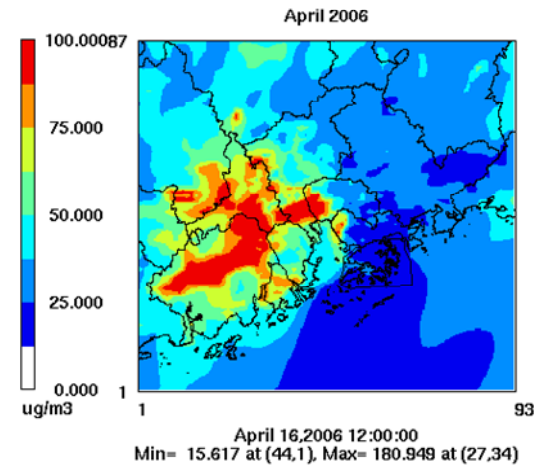 April 2006
100.00087
75.000
50.000
25.000
0.000
1
ug/m3
1
93
April 16,2006 12:00:00
Min= 15.617 at (44,1), Max= 180.949 at (27,34)